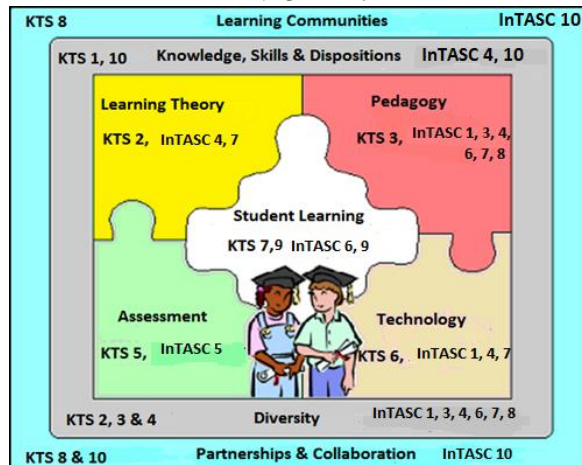 KTS 8 Learning Communities InTASC 10
KTS 1, 10 Knowledge, Skills & Dispositions InTASC 4, 10
Learning Theory
KTS 2, InTASC 4, 7
Pedagogy
KTS 3, InTASC 1, 3, 4,
6, 7, 8
Student Learning
KTS 7,9 InTASC 6, 9
Assessment
KTS 5, InTASC 5
Technology
KTS 6, InTASC 1, 4, 7
KTS 2, 3 & 4 Diversity InTASC 1, 3, 4, 6, 7, 8
KTS 8 & 10 Partnerships & Collaboration InTASC 10